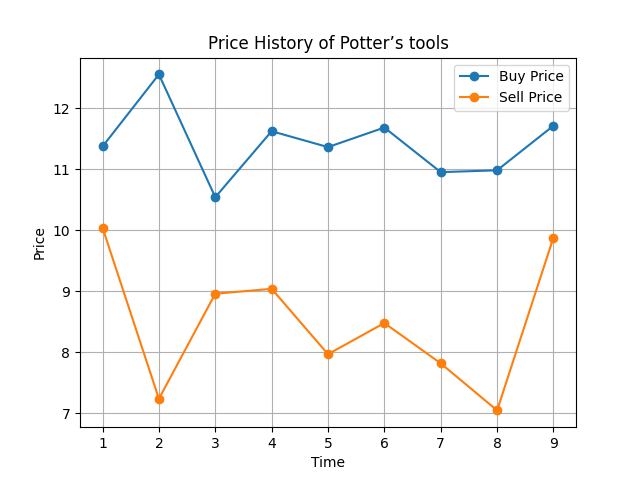 Price History of Potter’s tools
Buy Price
Sell Price
Price
12
11
10
9
8
7
1 2 3 4 5 6 7 8 9
Time